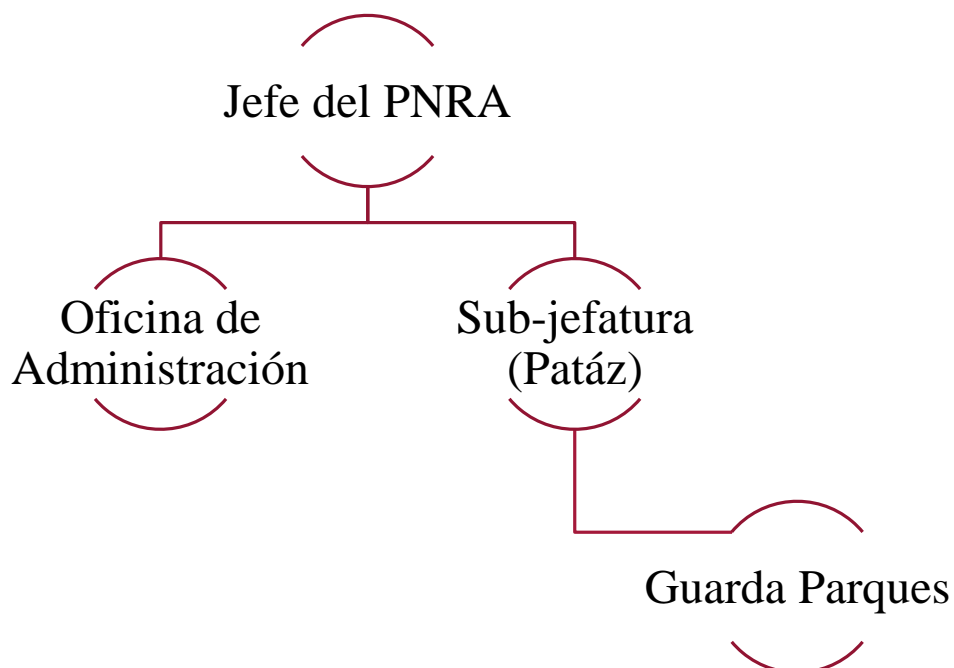 Jefe del PNRA
Oficina de
Administración
Sub-jefatura
(Patáz)
Guarda Parques